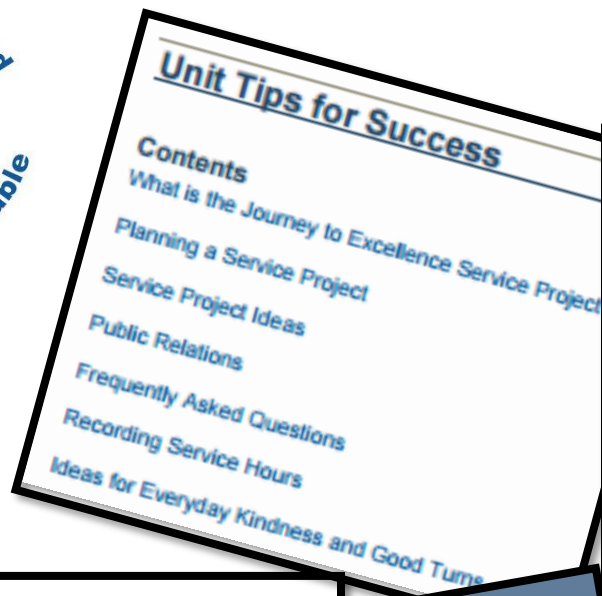 Unit Tips for Success
Contents
What is the Journey to Excellence Service Project
Planning a Service Project
Service Project Ideas
Public Relations
Frequently Asked Questions
Recording Service Hours
Ideas for Everyday Kindness and Good Turns